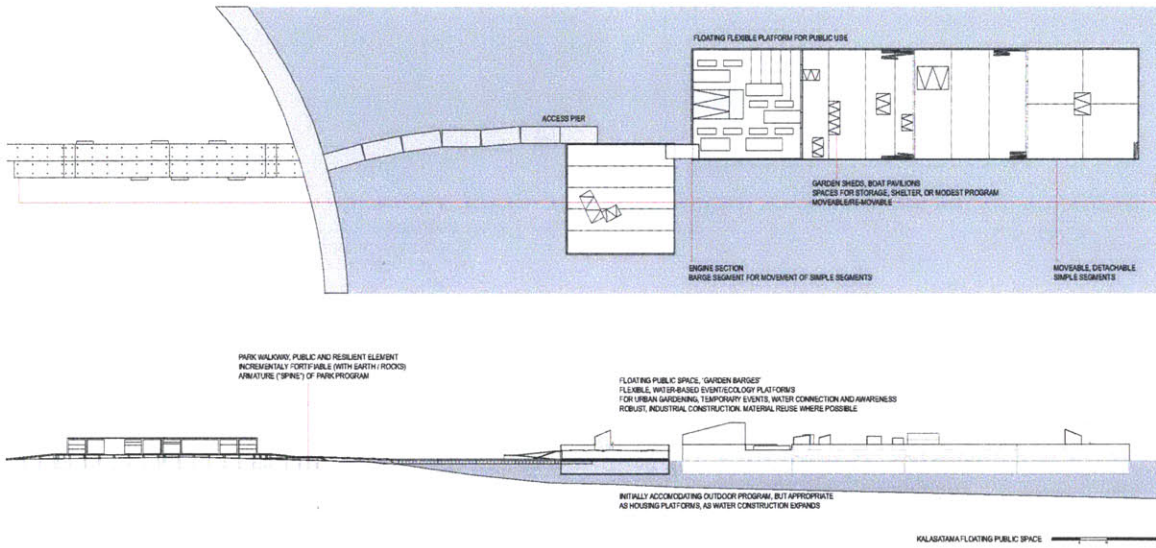 FLOATING FLEXIBLE PLATFORM FOR PUBLIC USE
ACCESS PIER
GARDEN SHEDS, BOAT PAVILIONS
SPACES FOR STORAGE, SHELTER, OR MODEST PROGRAM
MOVEABLE/RE-MOVABLE
ENGINE SECTION
BARGE SEGMENT FOR MOVEMENT OF SIMPLE SEGMENTS
MOVEABLE, DETACHABLE
SIMPLE SEGMENTS
PARK WALKWAY, PUBLIC AND RESILIENT ELEMENT
INCREMENTALY FORTIFIABLE (WITH EARTH / ROCKS)
ARMATURE ("SPINE") OF PARK PROGRAM
FLOATING PUBLIC SPACE, 'GARDEN BARGES"
FLEXIBLE, WATER-BASED EVENT/ECOLOGY PLATFORMS
FOR URBAN GARDENING, TEMPORARY EVENTS, WATER CONNECTION AND AWARENESS
ROBUST, INDUSTRIAL CONSTRUCTION. MATERIAL REUSE WHERE POSSIBLE
INITIALLY ACCOMODATING OUTDOOR PROGRAM, BUT APPROPRIATE
AS HOUSING PLATFORMS, AS WATER CONSTRUCTION EXPANDS
KALASATAMA FLOATING PUBLIC SPACE